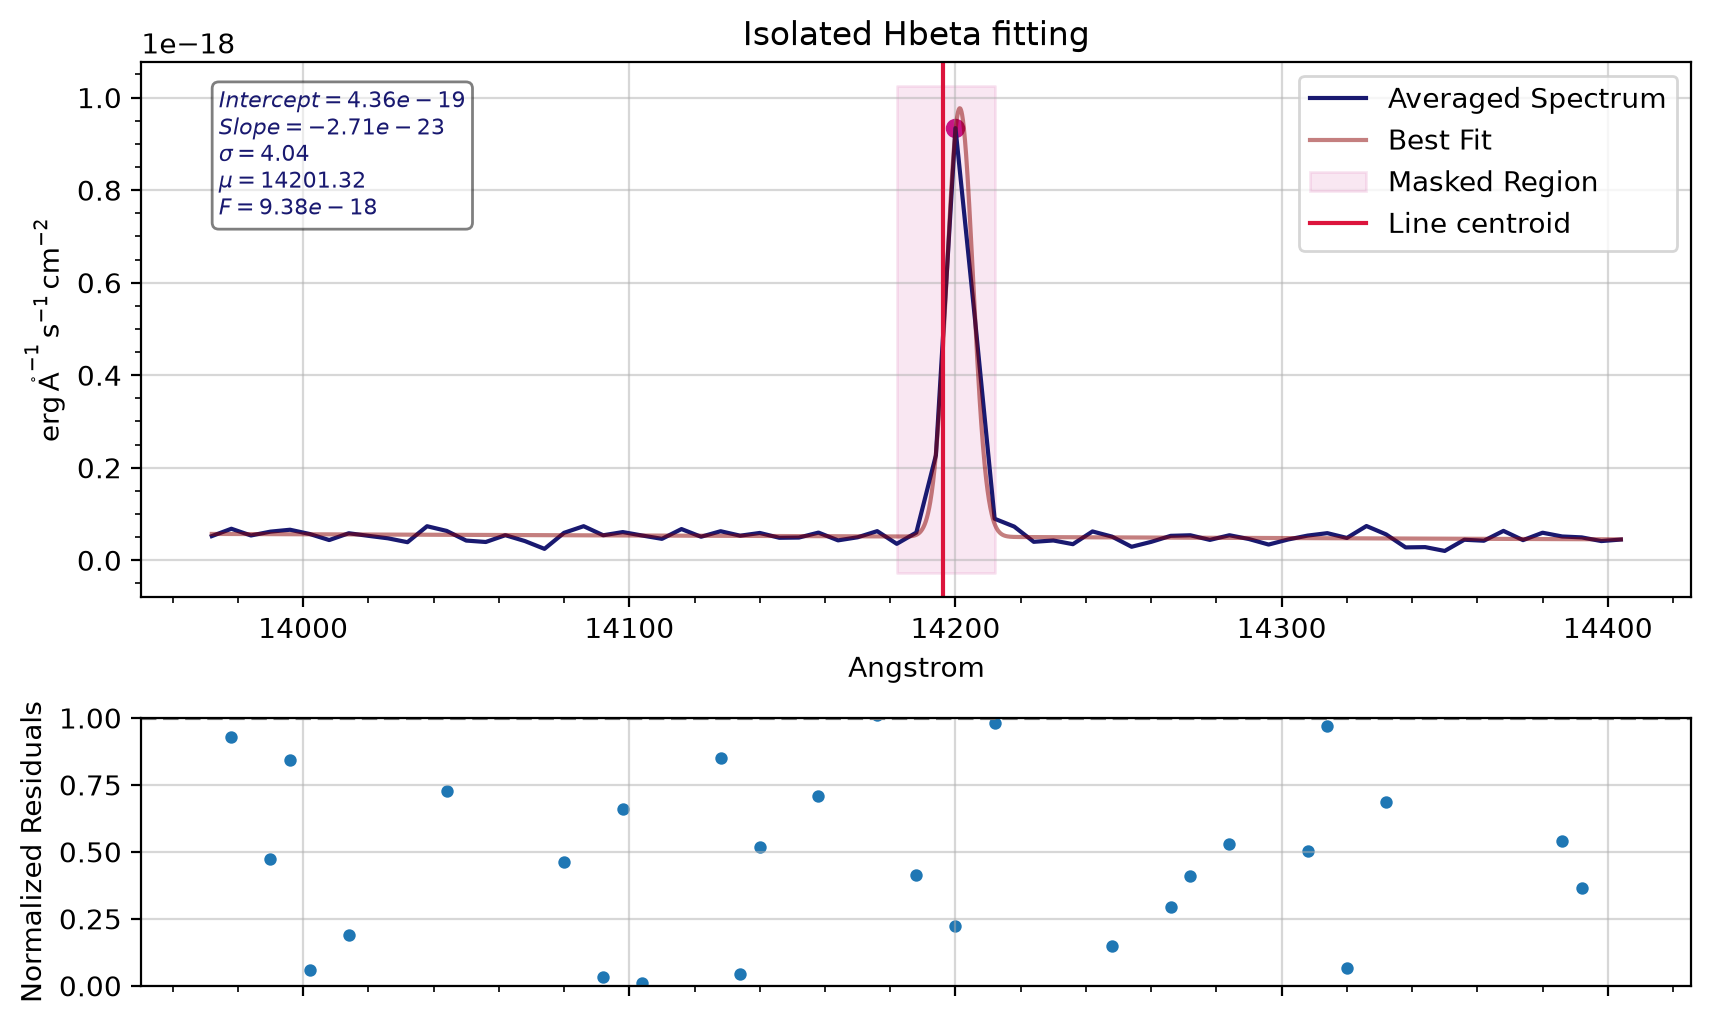 Isolated Hbeta fitting
1e−18
Intercept = 4.36e − 19
Slope = −2.71e − 23
σ = 4.04
μ = 14201.32
F = 9.38e − 18
Averaged Spectrum
Best Fit
Masked Region
Line centroid
erg Å⁻¹ s⁻¹ cm⁻²
1.0
0.8
0.6
0.4
0.2
0.0
14000 14100 14200 14300 14400
Angstrom
Normalized Residuals
1.00
0.75
0.50
0.25
0.00